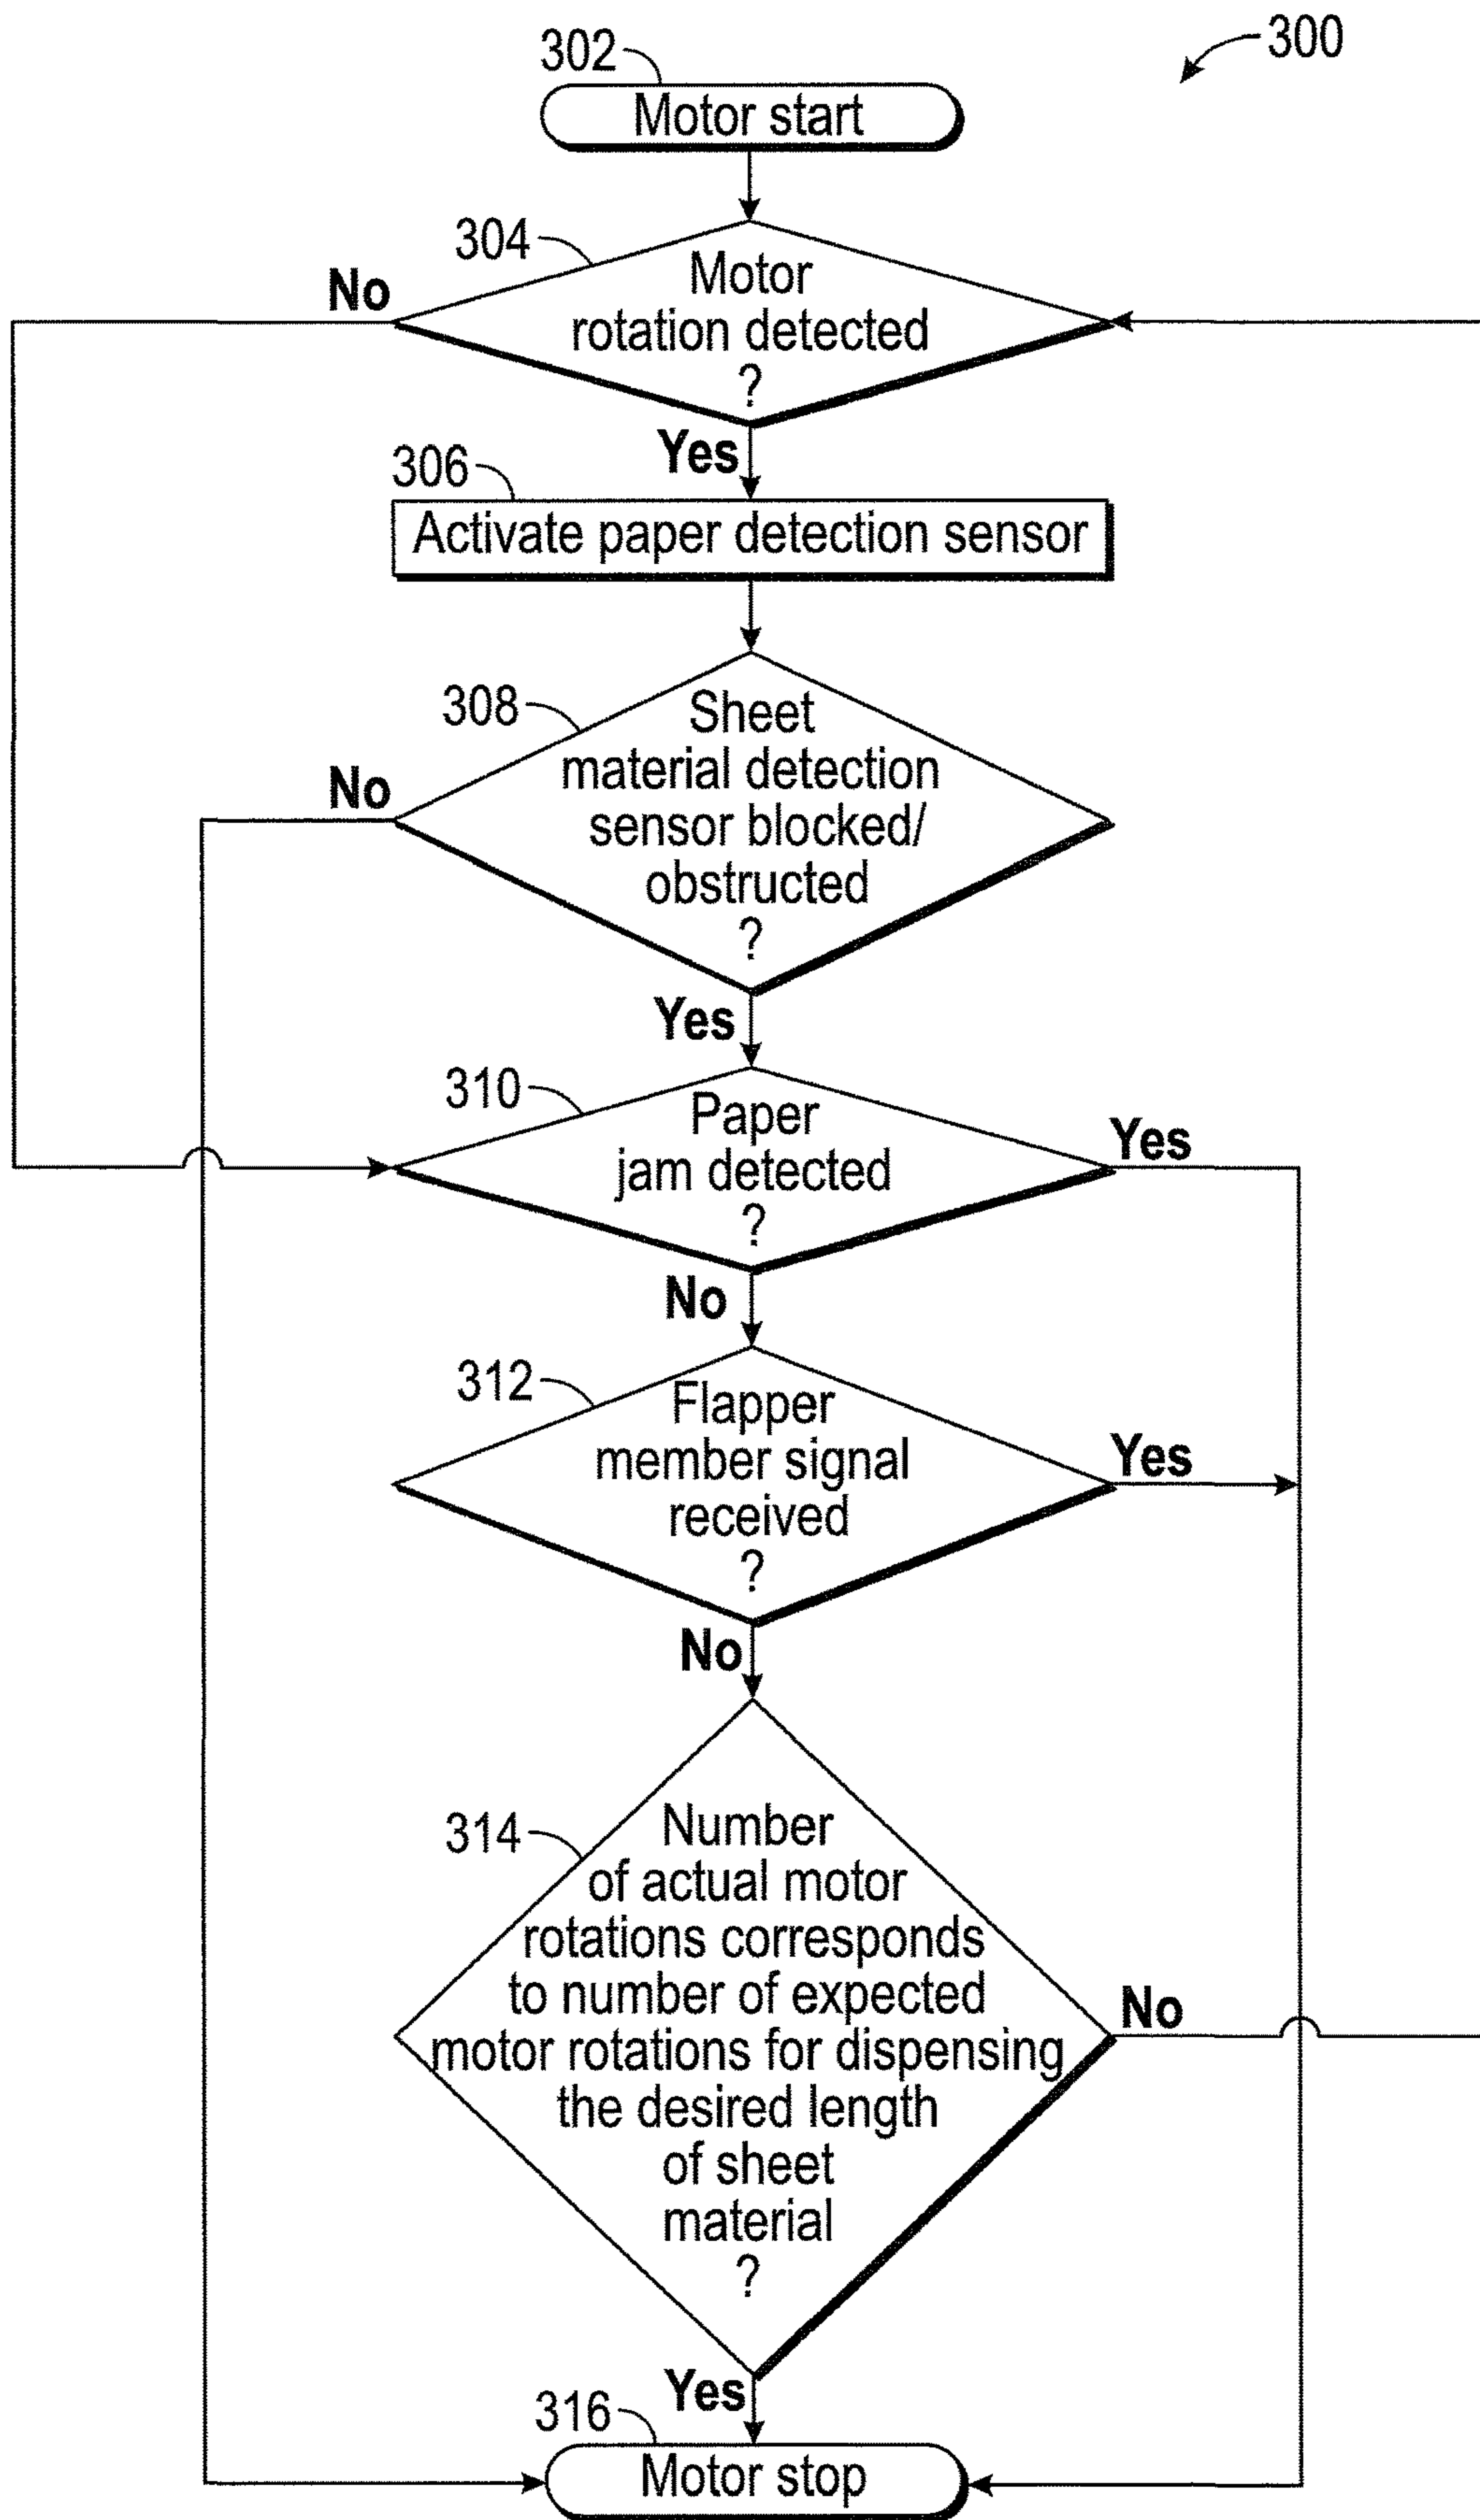 300
302
Motor start
304
Motor
rotation detected
?
No
Yes
306
Activate paper detection sensor
308
Sheet
material detection
sensor blocked/
obstructed
?
No
Yes
310
Paper
jam detected
?
Yes
No
312
Flapper
member signal
received
?
Yes
No
314
Number
of actual motor
rotations corresponds
to number of expected
motor rotations for dispensing
the desired length
of sheet
material
?
No
Yes
316
Motor stop